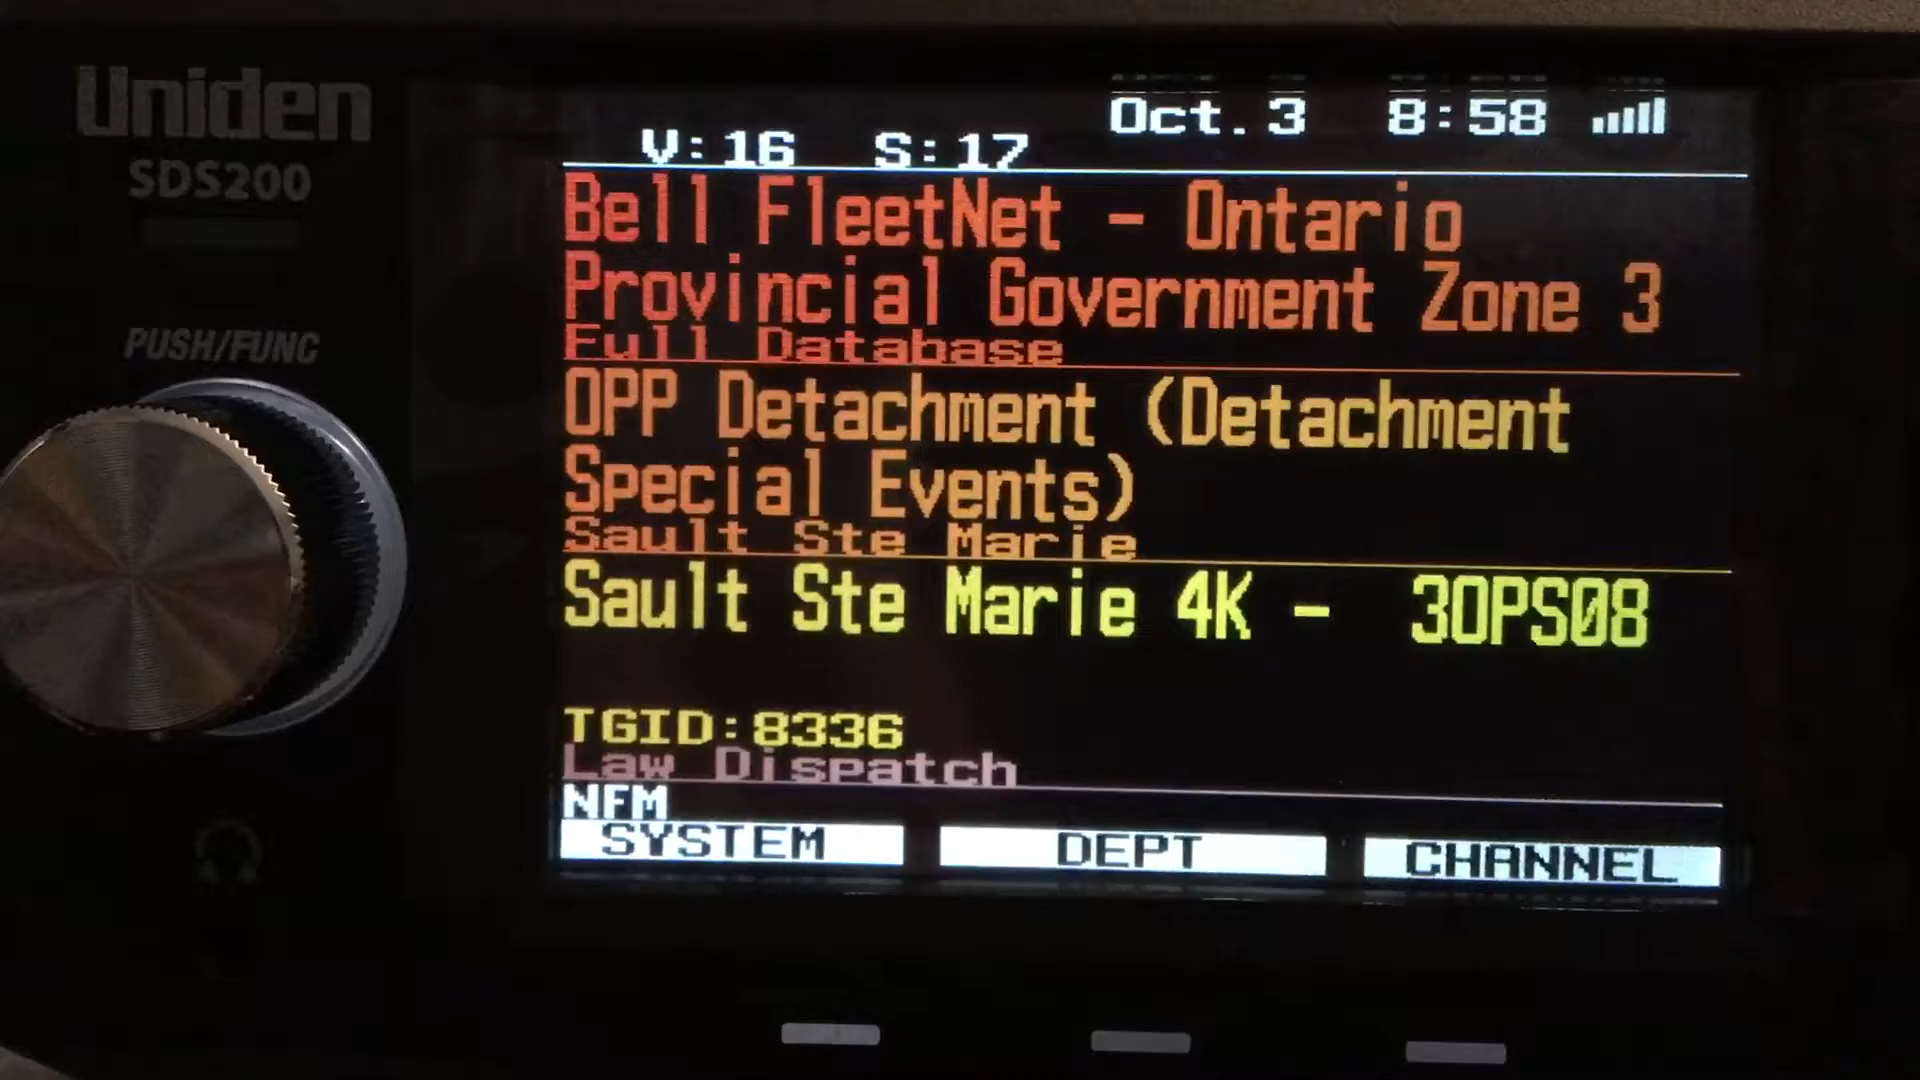 Uniden
SDS200
PUSH/FUNC
Oct. 3 8:58
V:16 S:17
Bell FleetNet - Ontario
Provincial Government Zone 3
Full Database
OPP Detachment (Detachment
Special Events)
Sault Ste Marie
Sault Ste Marie 4K - 3OPS08
TGID:8336
Law Dispatch
NFM
SYSTEM DEPT CHANNEL